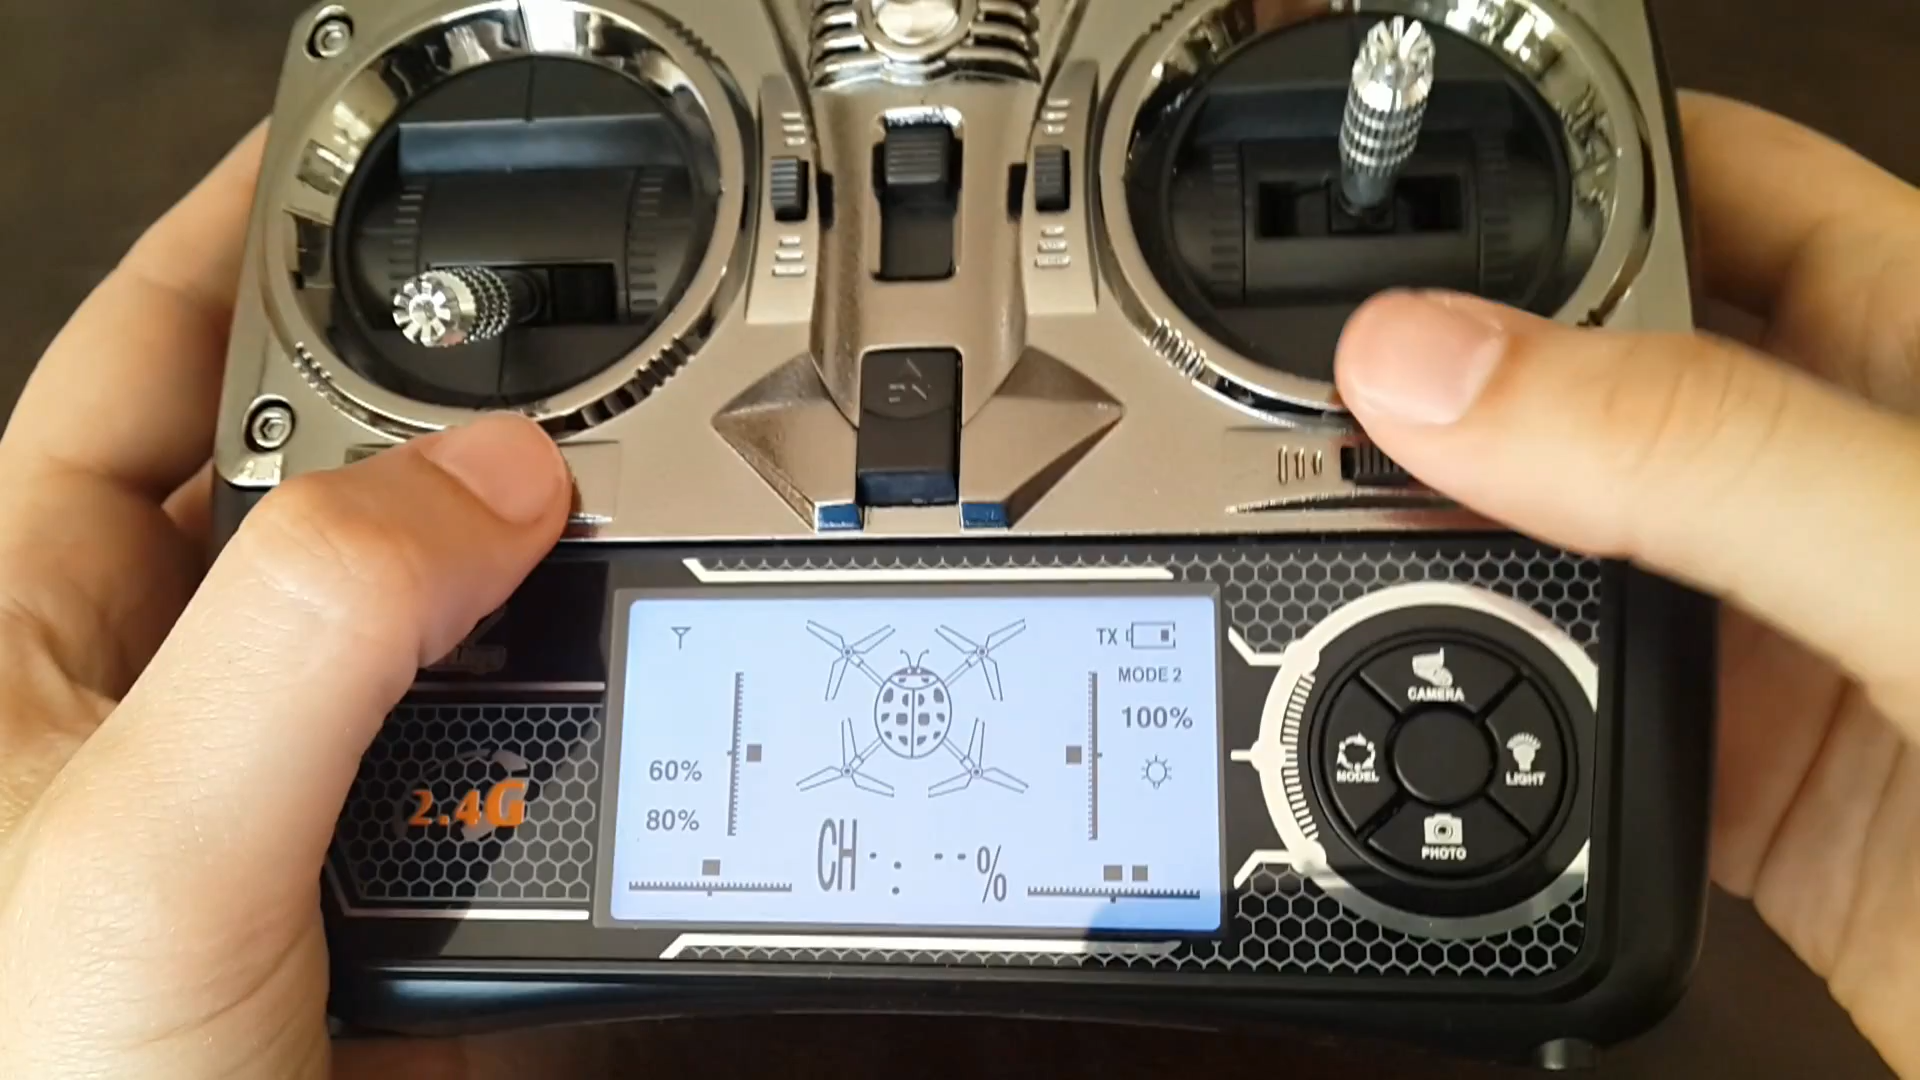 TX
MODE 2
100%
60%
80%
CH - : - - %
2.4G
CAMERA
MODEL
LIGHT
PHOTO